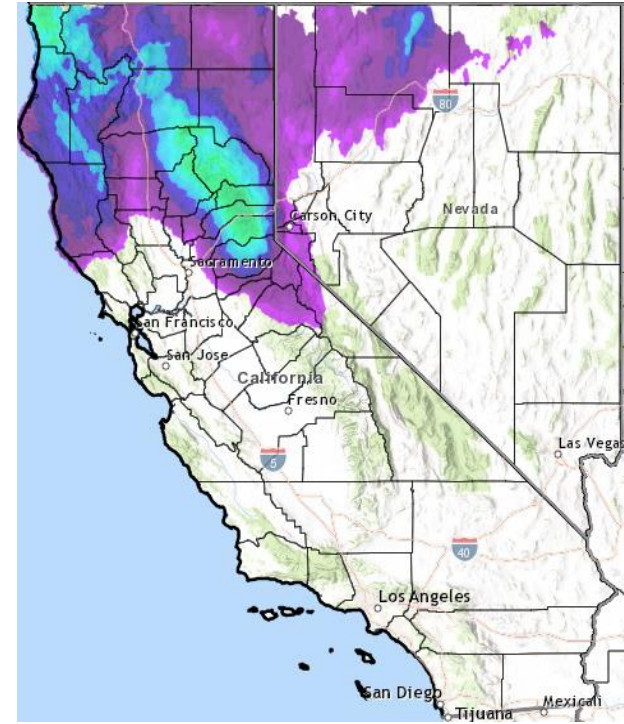 80
Carson City
Nevada
Sacramento
San Francisco
San Jose
California
Fresno
Las Vegas
5
40
Los Angeles
San Diego
Mexicali
Tijuana